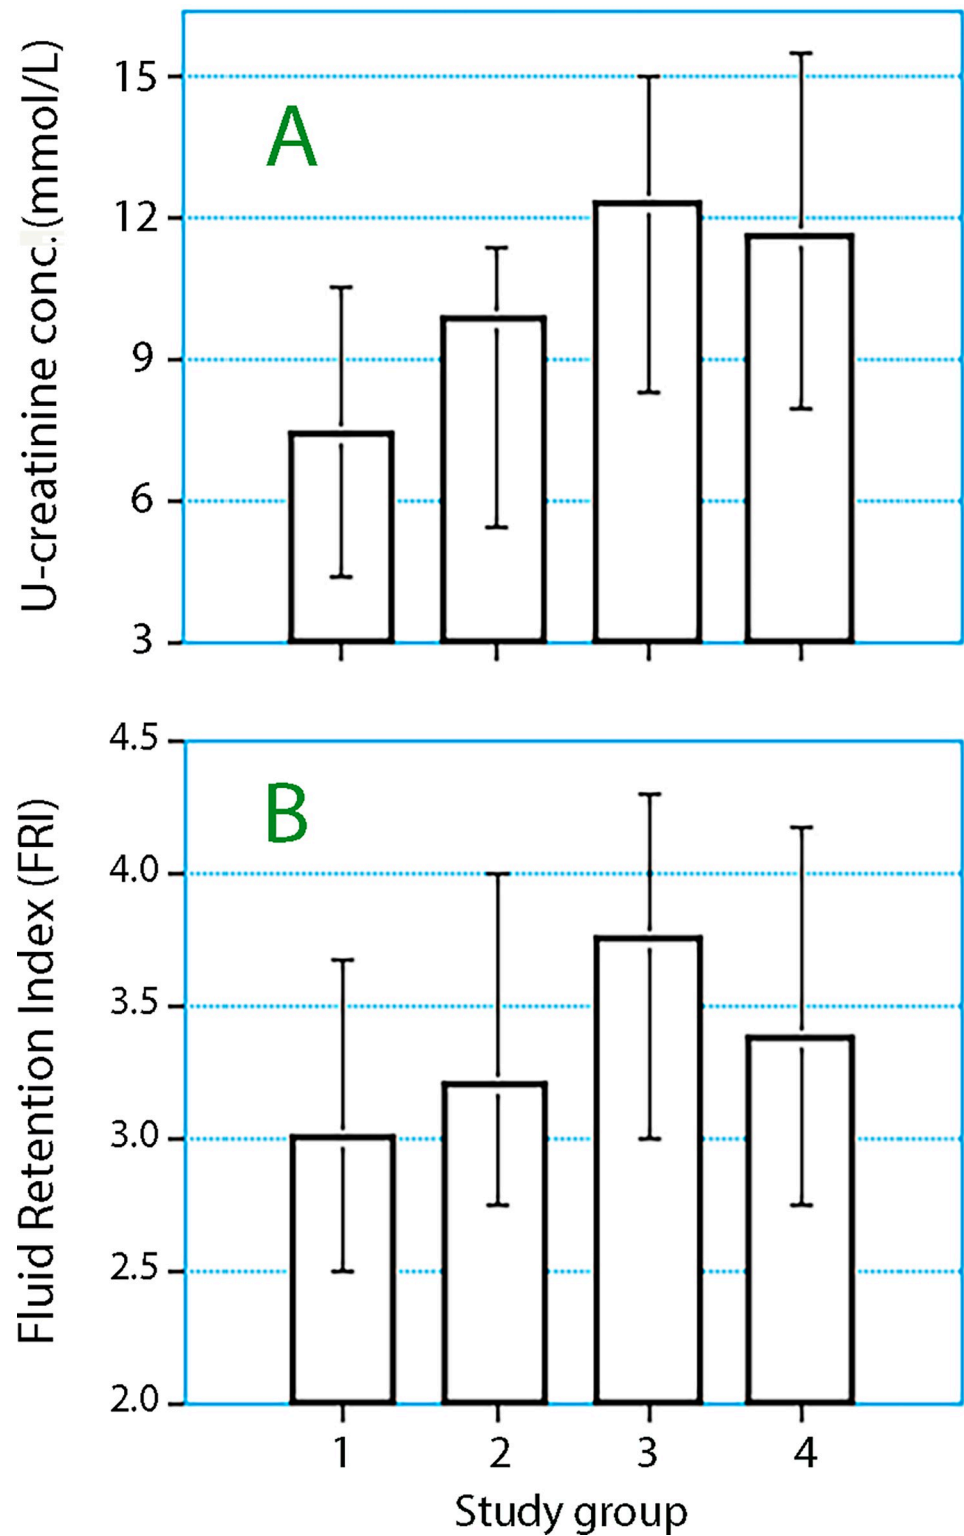 U-creatinine conc. (mmol/L)
15
12
9
6
3
A
Fluid Retention Index (FRI)
4.5
4.0
3.5
3.0
2.5
2.0
B
1 2 3 4
Study group